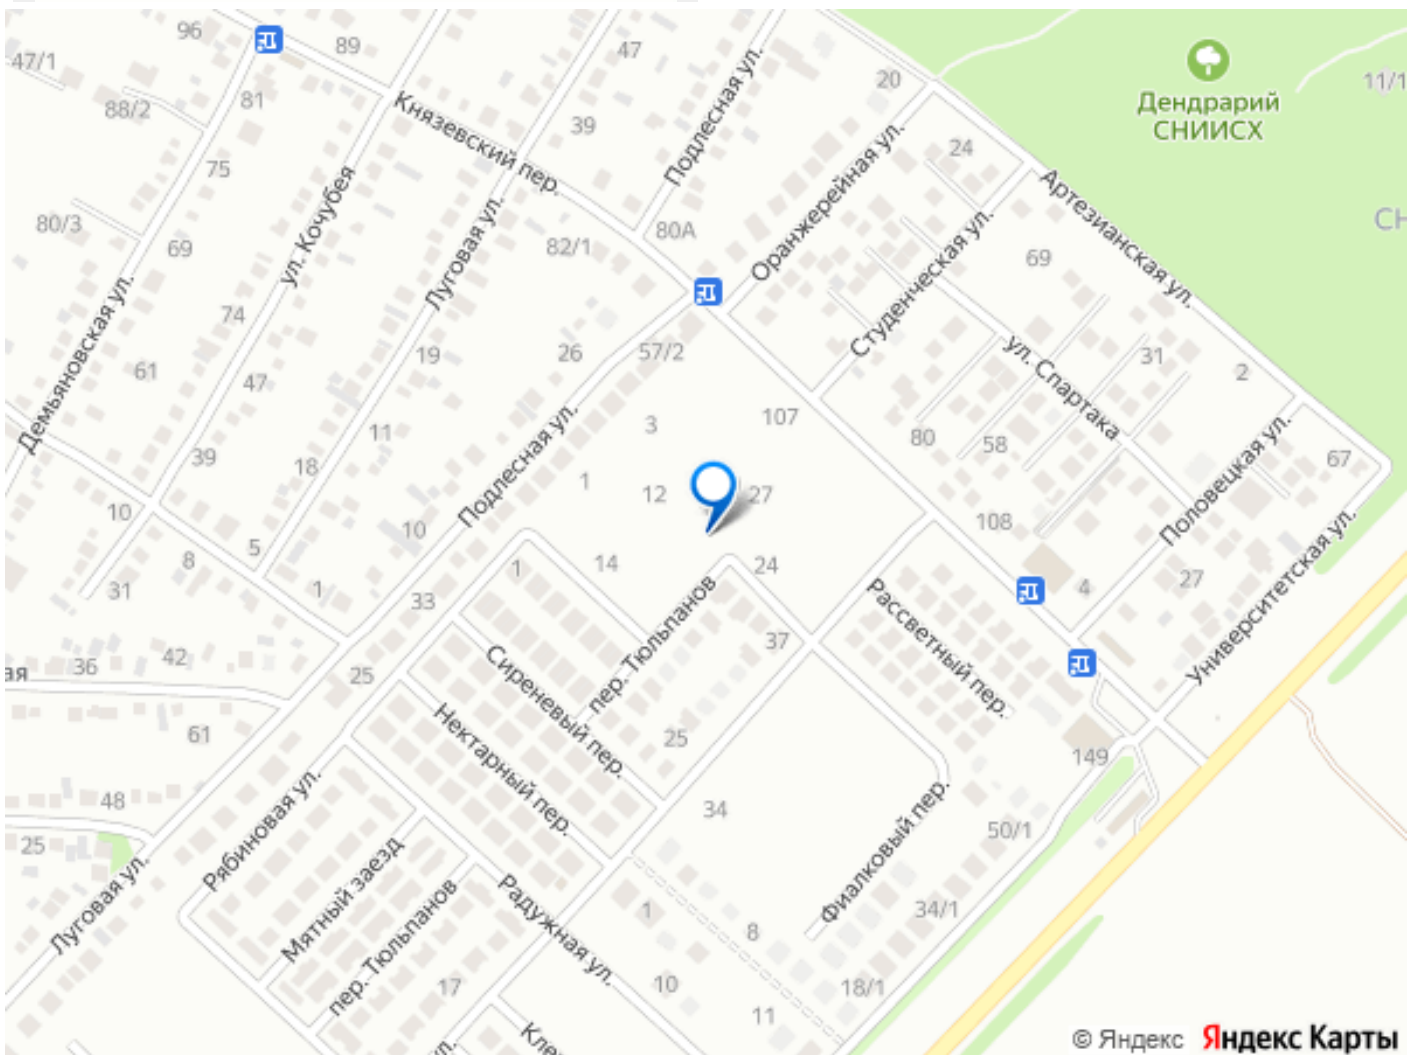 96
89
47
47/1
88/2
81
20
Дендрарий
СНИИСХ
11/1
Князевский пер.
39
Подлесная ул.
24
75
Оранжерейная ул.
Артезианская ул.
80/3
69
ул. Кочубея
Луговая ул.
82/1
80А
Студенческая ул.
69
СН
Демьяновская ул.
74
61
47
19
26
57/2
ул. Спартака
31
2
11
3
107
80
58
Половецкая ул.
67
39
18
Подлесная ул.
1
12
27
10
10
108
Университетская ул.
8
5
31
1
33
1
14
24
4
27
Рассветный пер.
пер. Тюльпанов
37
ая
36
42
25
Сиреневый пер.
61
Нектарный пер.
25
149
48
Рябиновая ул.
34
50/1
25
Луговая ул.
Мятный заезд
пер. Тюльпанов
Радужная ул.
1
8
Фиалковый пер.
34/1
17
10
18/1
11
Кле
ул.
© Яндекс Яндекс Карты